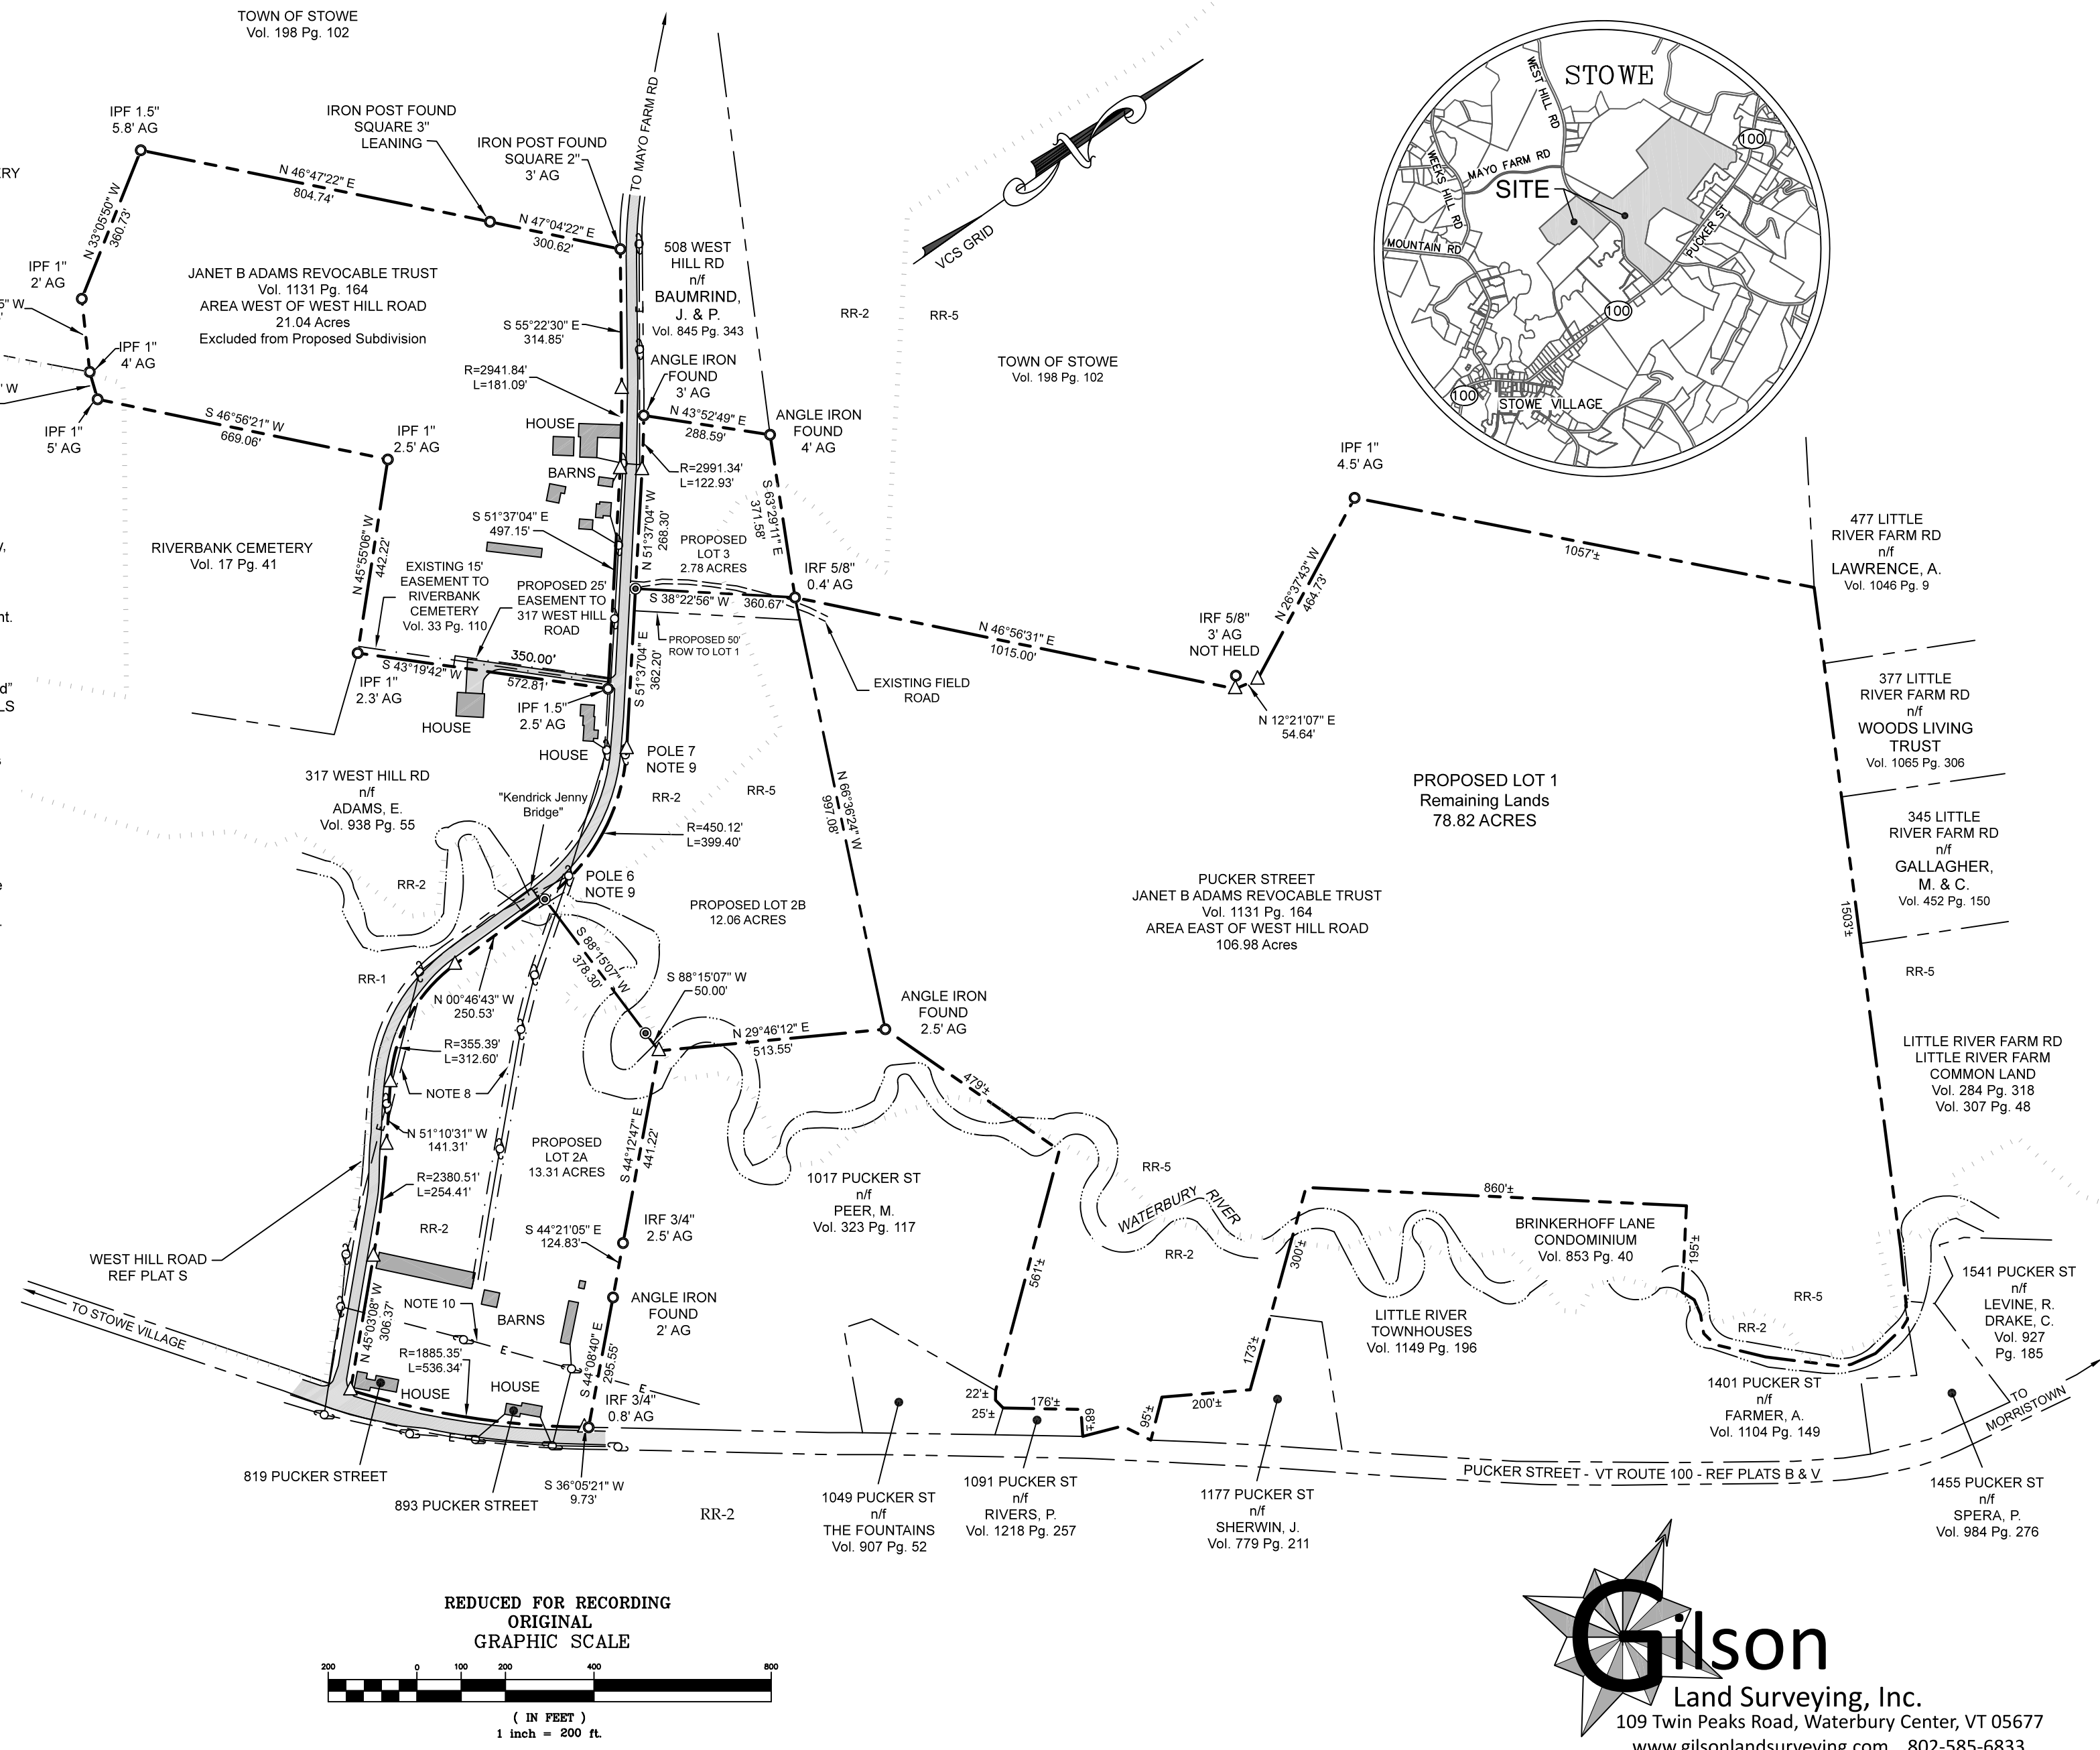 TOWN OF STOWE
Vol. 198 Pg. 102
IPF 1.5"
5.8' AG
IRON POST FOUND
SQUARE 3"
LEANING
IRON POST FOUND
SQUARE 2"
3' AG
TO MAYO FARM RD
N 46°47'22" E
804.74'
N 47°04'22" E
300.62'
N 33°05'50" W
360.73'
IPF 1"
2' AG
JANET B ADAMS REVOCABLE TRUST
Vol. 1131 Pg. 164
AREA WEST OF WEST HILL ROAD
21.04 Acres
Excluded from Proposed Subdivision
IPF 1"
4' AG
IPF 1"
5' AG
S 46°56'21" W
669.06'
IPF 1"
2.5' AG
508 WEST
HILL RD
n/f
BAUMRIND,
J. & P.
Vol. 845 Pg. 343
S 55°22'30" E
314.85'
R=2941.84'
L=181.09'
ANGLE IRON
FOUND
3' AG
N 43°52'49" E
288.59'
ANGLE IRON
FOUND
4' AG
HOUSE
BARNS
R=2991.34'
L=122.93'
S 51°37'04" E
497.15'
N 51°37'04" W
268.30'
S 63°29'11" E
371.58'
PROPOSED
LOT 3
2.78 ACRES
IRF 5/8"
0.4' AG
S 38°22'56" W
360.67'
PROPOSED 50'
ROW TO LOT 1
S 51°37'04" E
362.20'
RIVERBANK CEMETERY
Vol. 17 Pg. 41
N 45°55'06" W
442.22'
EXISTING 15'
EASEMENT TO
RIVERBANK
CEMETERY
Vol. 33 Pg. 110
PROPOSED 25'
EASEMENT TO
317 WEST HILL
ROAD
350.00'
S 43°19'42" W
572.81'
IPF 1"
2.3' AG
HOUSE
IPF 1.5"
2.5' AG
HOUSE
POLE 7
NOTE 9
RR-2
RR-5
317 WEST HILL RD
n/f
ADAMS, E.
Vol. 938 Pg. 55
"Kendrick Jenny
Bridge"
R=450.12'
L=399.40'
POLE 6
NOTE 9
RR-2
PROPOSED LOT 2B
12.06 ACRES
VCS GRID
RR-2
RR-5
TOWN OF STOWE
Vol. 198 Pg. 102
STOWE
WEST HILL RD
WEEKS HILL RD
MAYO FARM RD
SITE
MOUNTAIN RD
PUCKER ST
100
100
100
STOWE VILLAGE
IPF 1"
4.5' AG
1057'±
N 26°37'43" W
464.73'
IRF 5/8"
3' AG
NOT HELD
N 46°56'31" E
1015.00'
N 12°21'07" E
54.64'
EXISTING FIELD
ROAD
N 66°36'24" W
997.08'
PROPOSED LOT 1
Remaining Lands
78.82 ACRES
PUCKER STREET
JANET B ADAMS REVOCABLE TRUST
Vol. 1131 Pg. 164
AREA EAST OF WEST HILL ROAD
106.98 Acres
477 LITTLE
RIVER FARM RD
n/f
LAWRENCE, A.
Vol. 1046 Pg. 9
377 LITTLE
RIVER FARM RD
n/f
WOODS LIVING
TRUST
Vol. 1065 Pg. 306
345 LITTLE
RIVER FARM RD
n/f
GALLAGHER,
M. & C.
Vol. 452 Pg. 150
1503'±
RR-5
LITTLE RIVER FARM RD
LITTLE RIVER FARM
COMMON LAND
Vol. 284 Pg. 318
Vol. 307 Pg. 48
RR-1
N 00°46'43" W
250.53'
S 88°15'07" W
378.30'
S 88°15'07" W
50.00'
ANGLE IRON
FOUND
2.5' AG
N 29°46'12" E
513.55'
R=355.39'
L=312.60'
NOTE 8
479'±
N 51°10'31" W
141.31'
PROPOSED
LOT 2A
13.31 ACRES
S 44°12'47" E
441.22'
R=2380.51'
L=254.41'
RR-2
S 44°21'05" E
124.83'
IRF 3/4"
2.5' AG
1017 PUCKER ST
n/f
PEER, M.
Vol. 323 Pg. 117
RR-5
WATERBURY RIVER
RR-2
561'±
WEST HILL ROAD
REF PLAT S
NOTE 10
BARNS
ANGLE IRON
FOUND
2' AG
N 45°03'08" W
306.37'
R=1885.35'
L=536.34'
S 44°08'40" E
295.55'
E
E
E
E
E
HOUSE
HOUSE
IRF 3/4"
0.8' AG
TO STOWE VILLAGE
819 PUCKER STREET
893 PUCKER STREET
S 36°05'21" W
9.73'
RR-2
860'±
300'±
195'±
BRINKERHOFF LANE
CONDOMINIUM
Vol. 853 Pg. 40
LITTLE RIVER
TOWNHOUSES
Vol. 1149 Pg. 196
173'±
200'±
95'±
68'±
176'±
22'±
25'±
RR-5
RR-2
1541 PUCKER ST
n/f
LEVINE, R.
DRAKE, C.
Vol. 927
Pg. 185
1401 PUCKER ST
n/f
FARMER, A.
Vol. 1104 Pg. 149
TO
MORRISTOWN
PUCKER STREET - VT ROUTE 100 - REF PLATS B & V
1049 PUCKER ST
n/f
THE FOUNTAINS
Vol. 907 Pg. 52
1091 PUCKER ST
n/f
RIVERS, P.
Vol. 1218 Pg. 257
1177 PUCKER ST
n/f
SHERWIN, J.
Vol. 779 Pg. 211
1455 PUCKER ST
n/f
SPERA, P.
Vol. 984 Pg. 276
REDUCED FOR RECORDING
ORIGINAL
GRAPHIC SCALE
200 0 100 200 400 800
( IN FEET )
1 inch = 200 ft.
Gilson
Land Surveying, Inc.
109 Twin Peaks Road, Waterbury Center, VT 05677
www.gilsonlandsurveying.com 802-585-6833